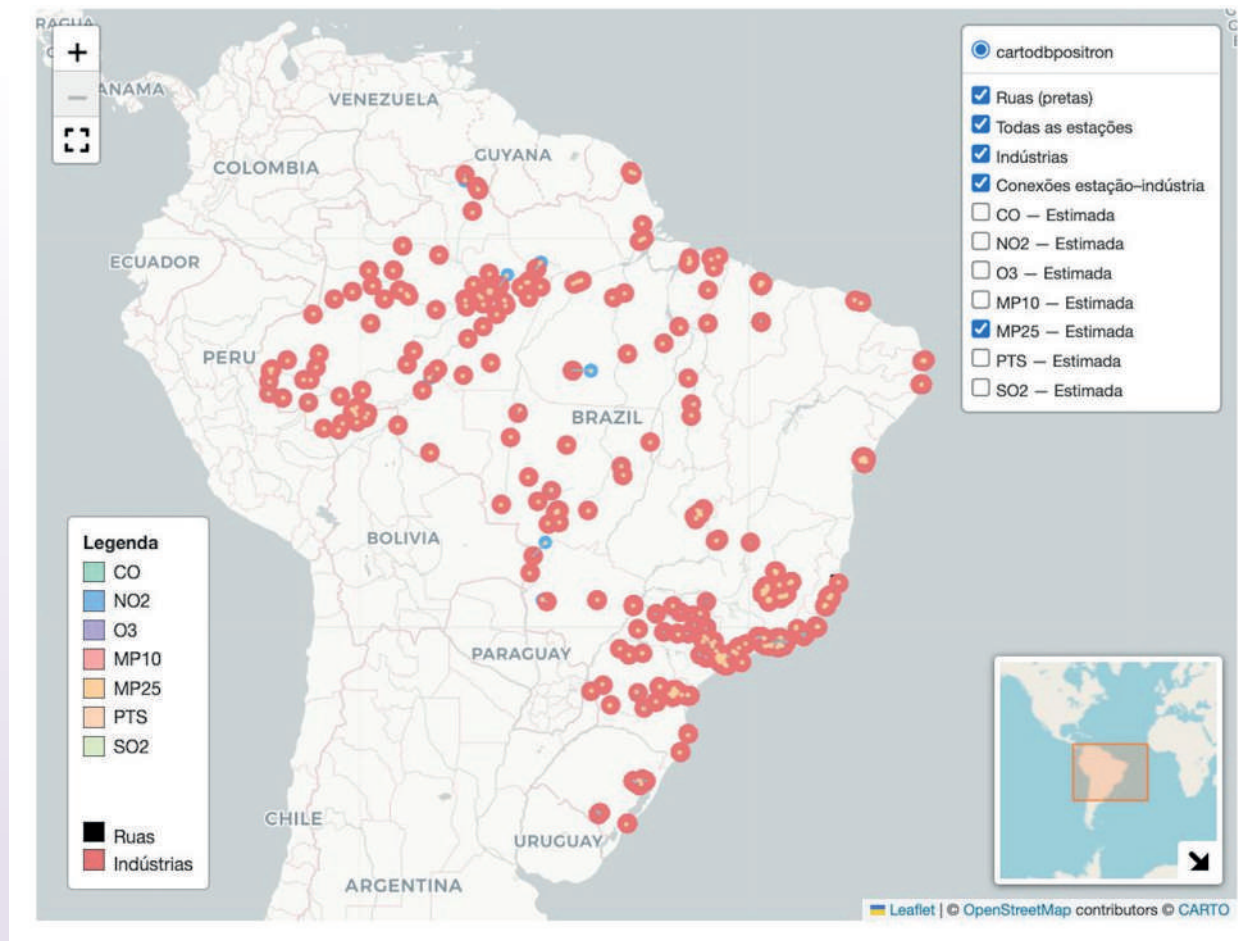 +
−
ANAMA
VENEZUELA
GUYANA
COLOMBIA
ECUADOR
PERU
BRAZIL
BOLIVIA
PARAGUAY
CHILE
URUGUAY
ARGENTINA
cartodbpositron
Ruas (pretas)
Todas as estações
Indústrias
Conexões estação–indústria
CO — Estimada
NO2 — Estimada
O3 — Estimada
MP10 — Estimada
MP25 — Estimada
PTS — Estimada
SO2 — Estimada
Legenda
CO
NO2
O3
MP10
MP25
PTS
SO2
Ruas
Indústrias
Leaflet | © OpenStreetMap contributors © CARTO